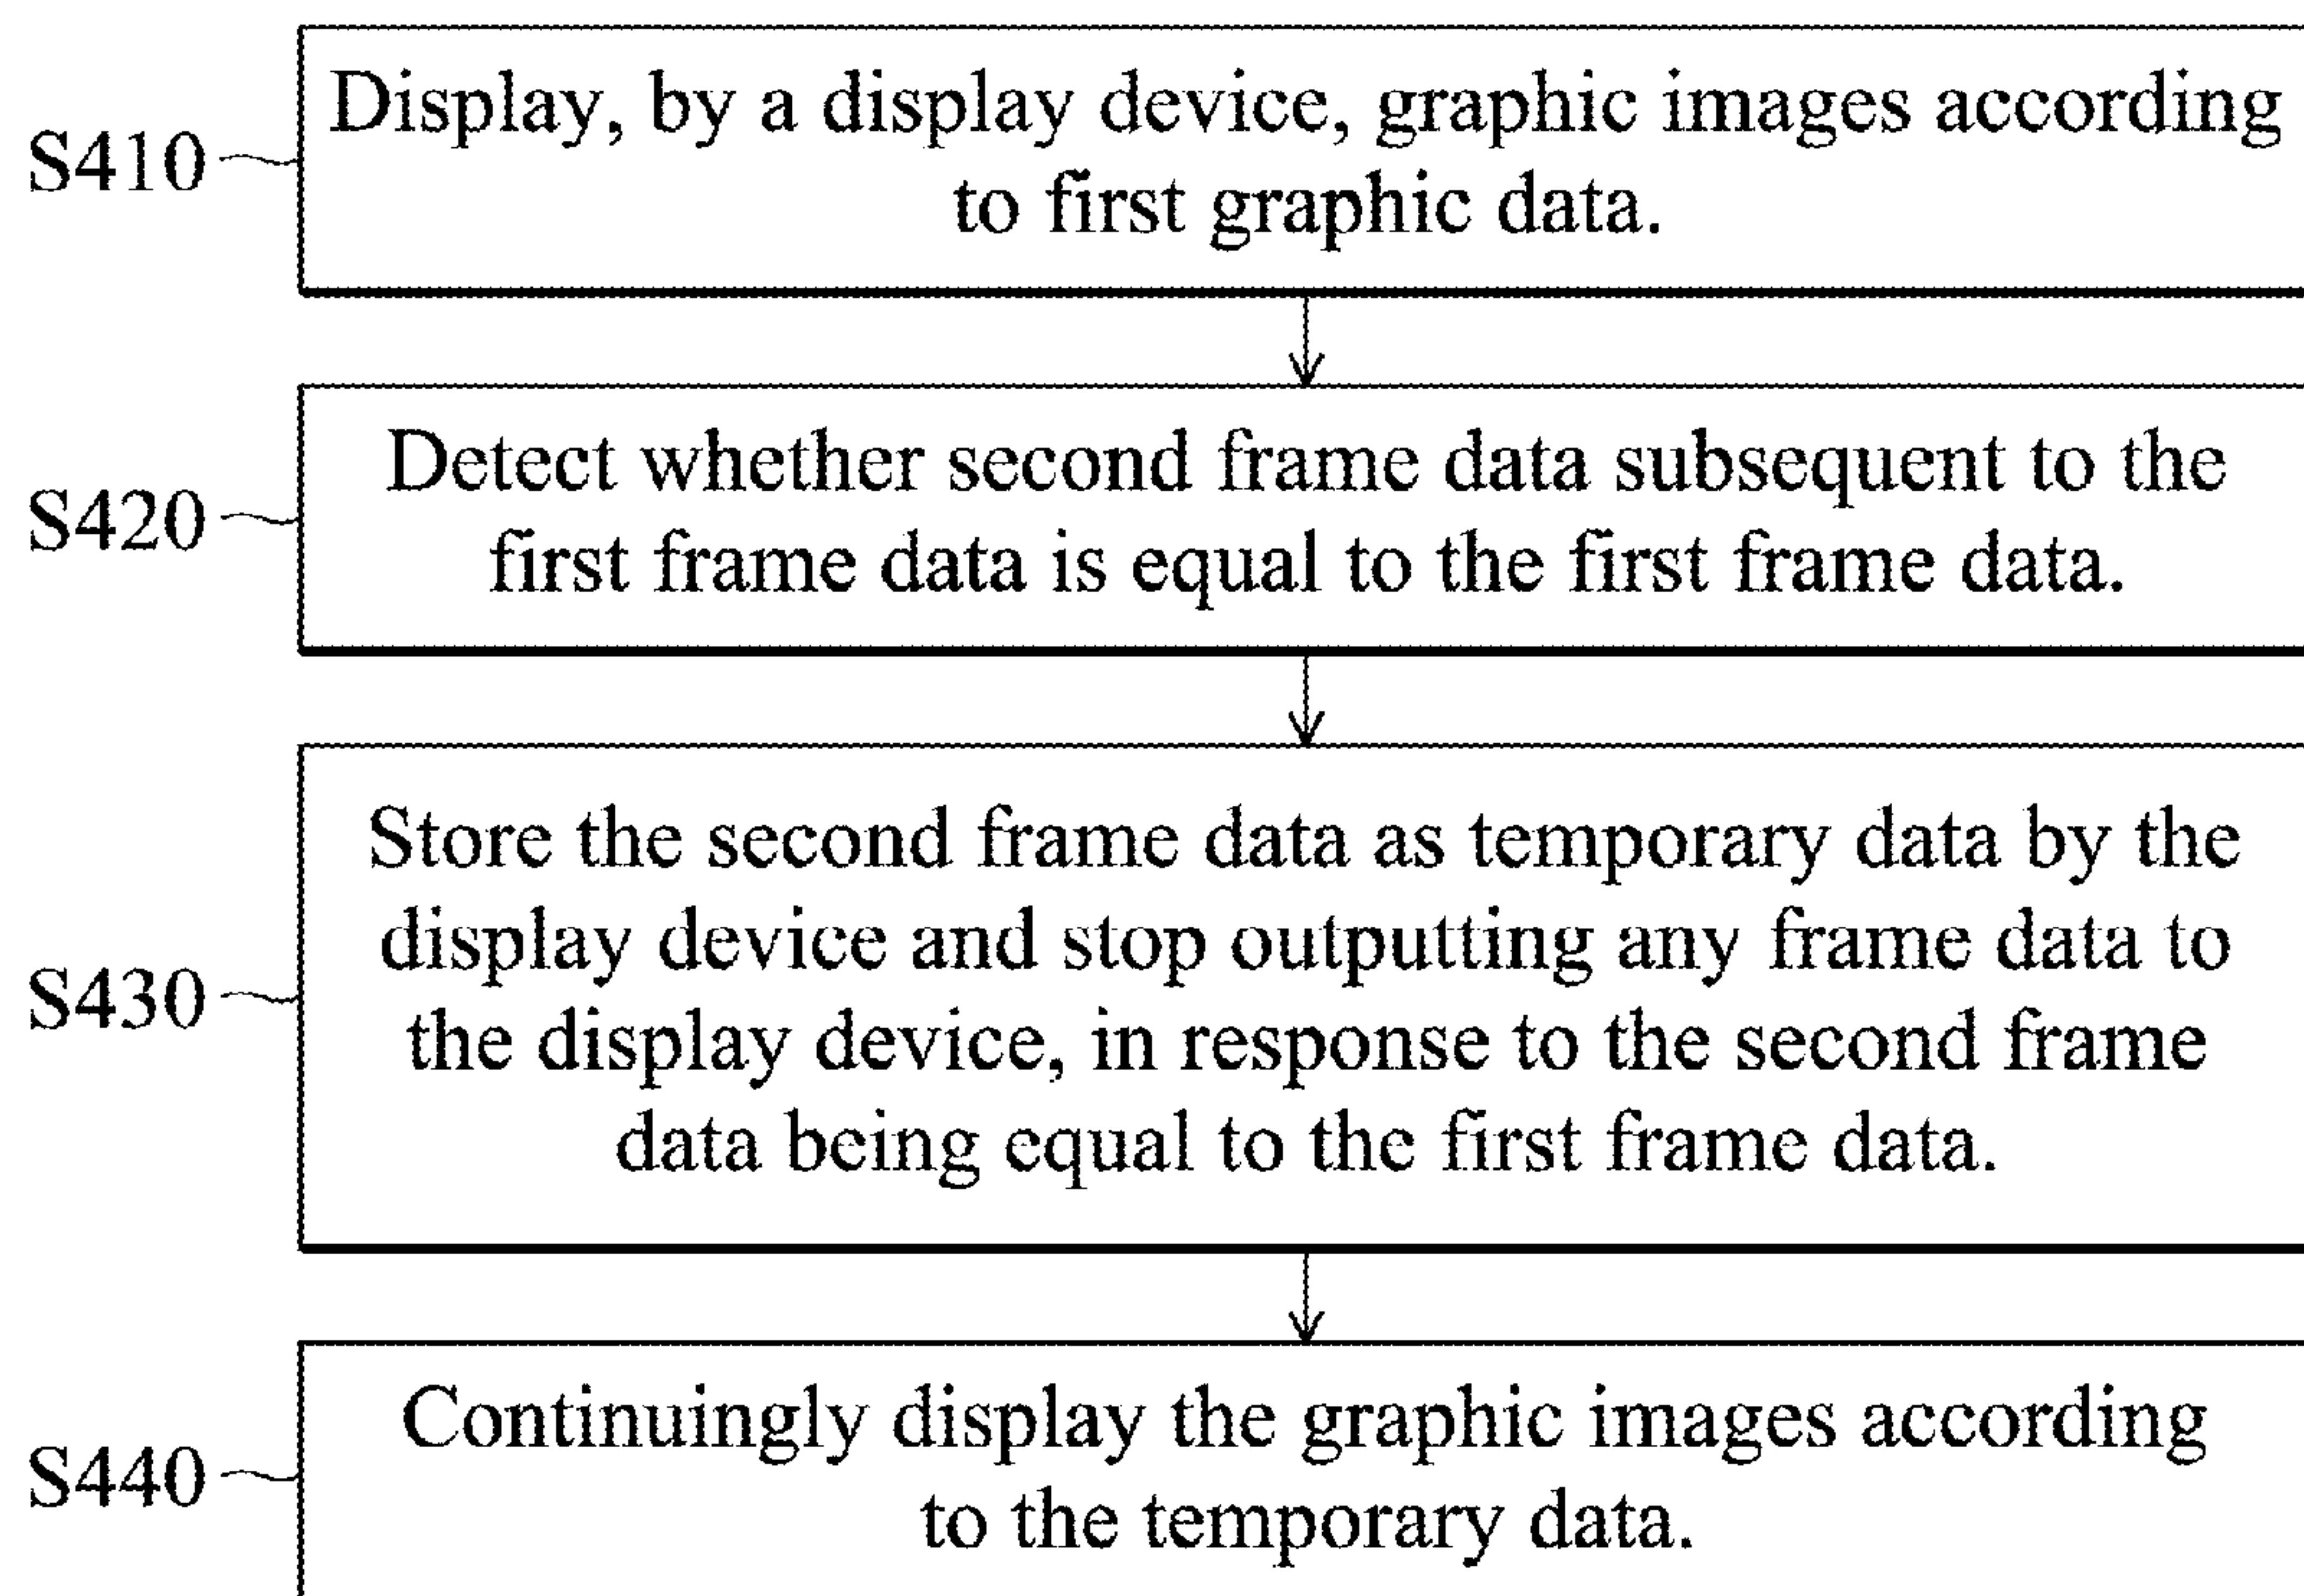 S410
Display, by a display device, graphic images according
to first graphic data.
S420
Detect whether second frame data subsequent to the
first frame data is equal to the first frame data.
S430
Store the second frame data as temporary data by the
display device and stop outputting any frame data to
the display device, in response to the second frame
data being equal to the first frame data.
S440
Continuingly display the graphic images according
to the temporary data.